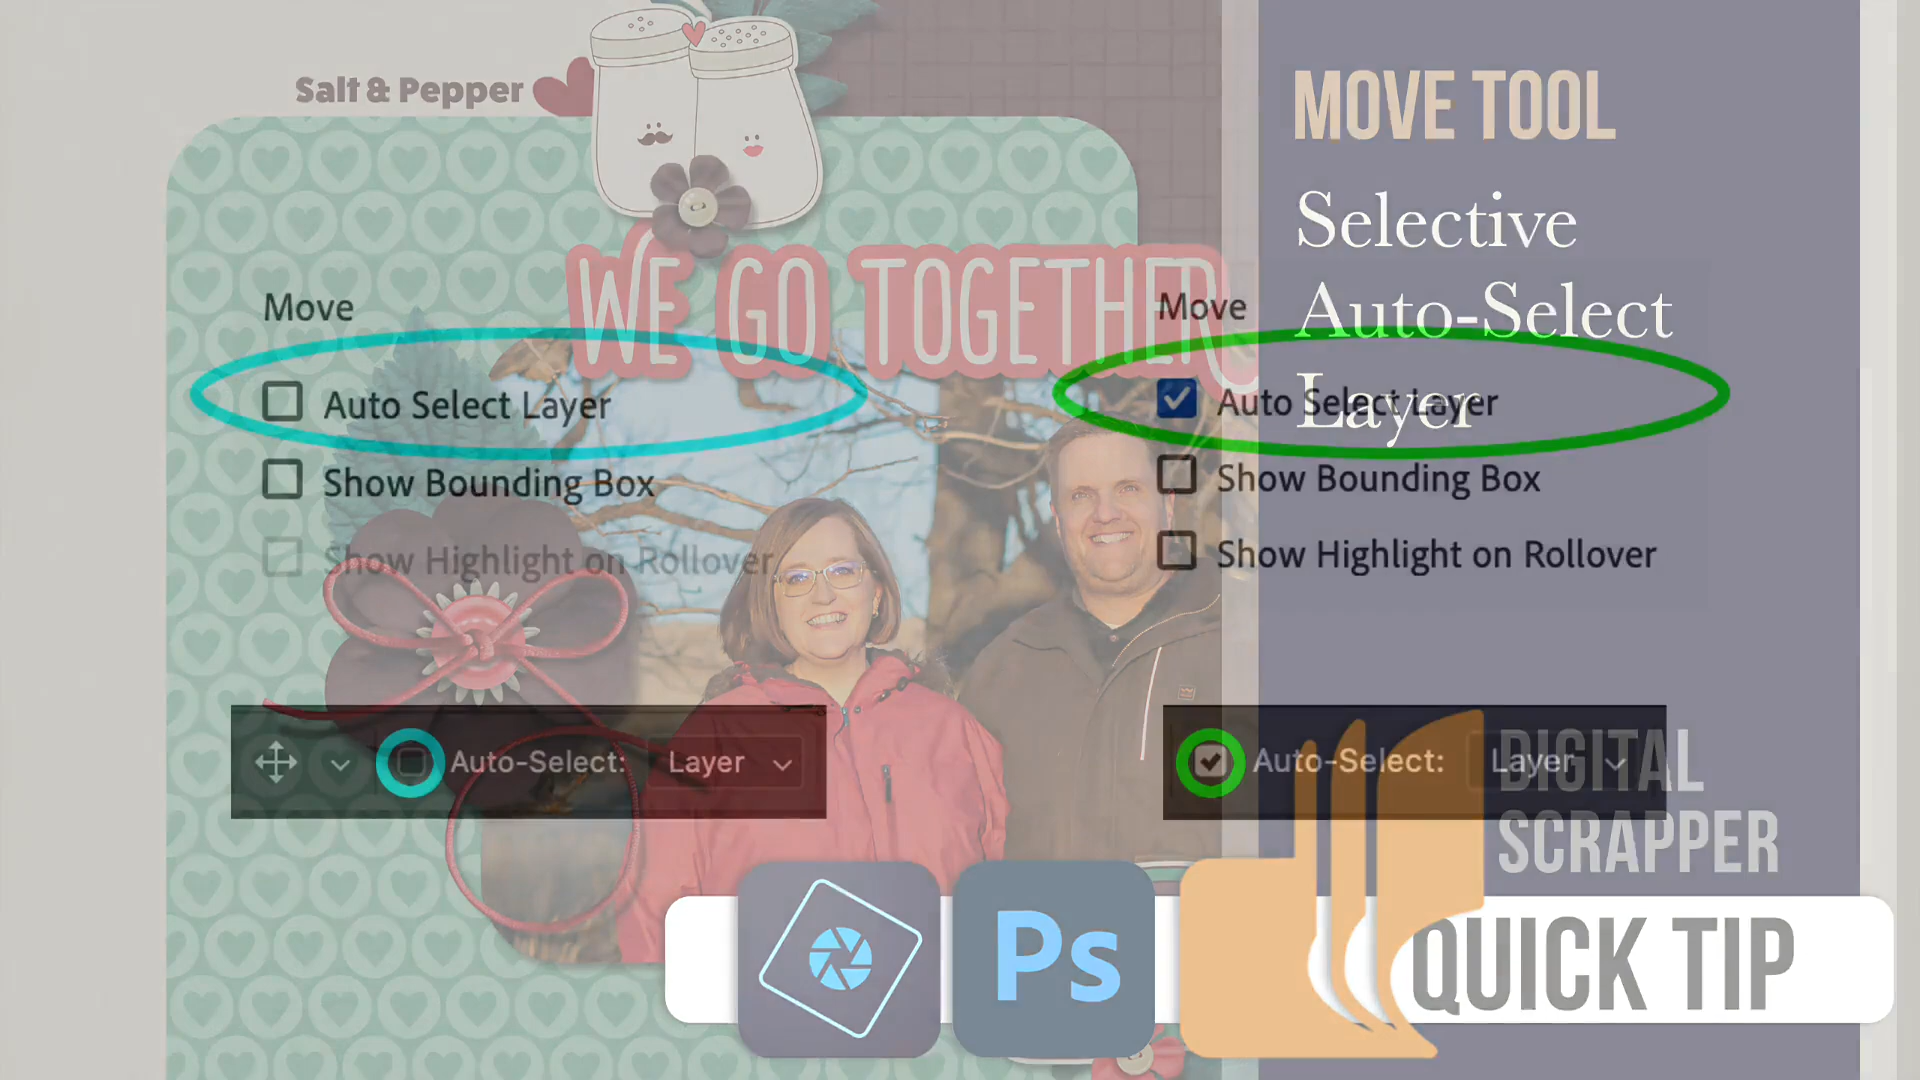 Salt & Pepper
WE GO TOGETHER
MOVE TOOL
Selective
Auto-Select
Layer
Move
Auto Select Layer
Show Bounding Box
Show Highlight on Rollover
Move
Auto Select Layer
Show Bounding Box
Show Highlight on Rollover
Auto-Select: Layer
Auto-Select: Layer
DIGITAL
SCRAPPER
Ps
QUICK TIP